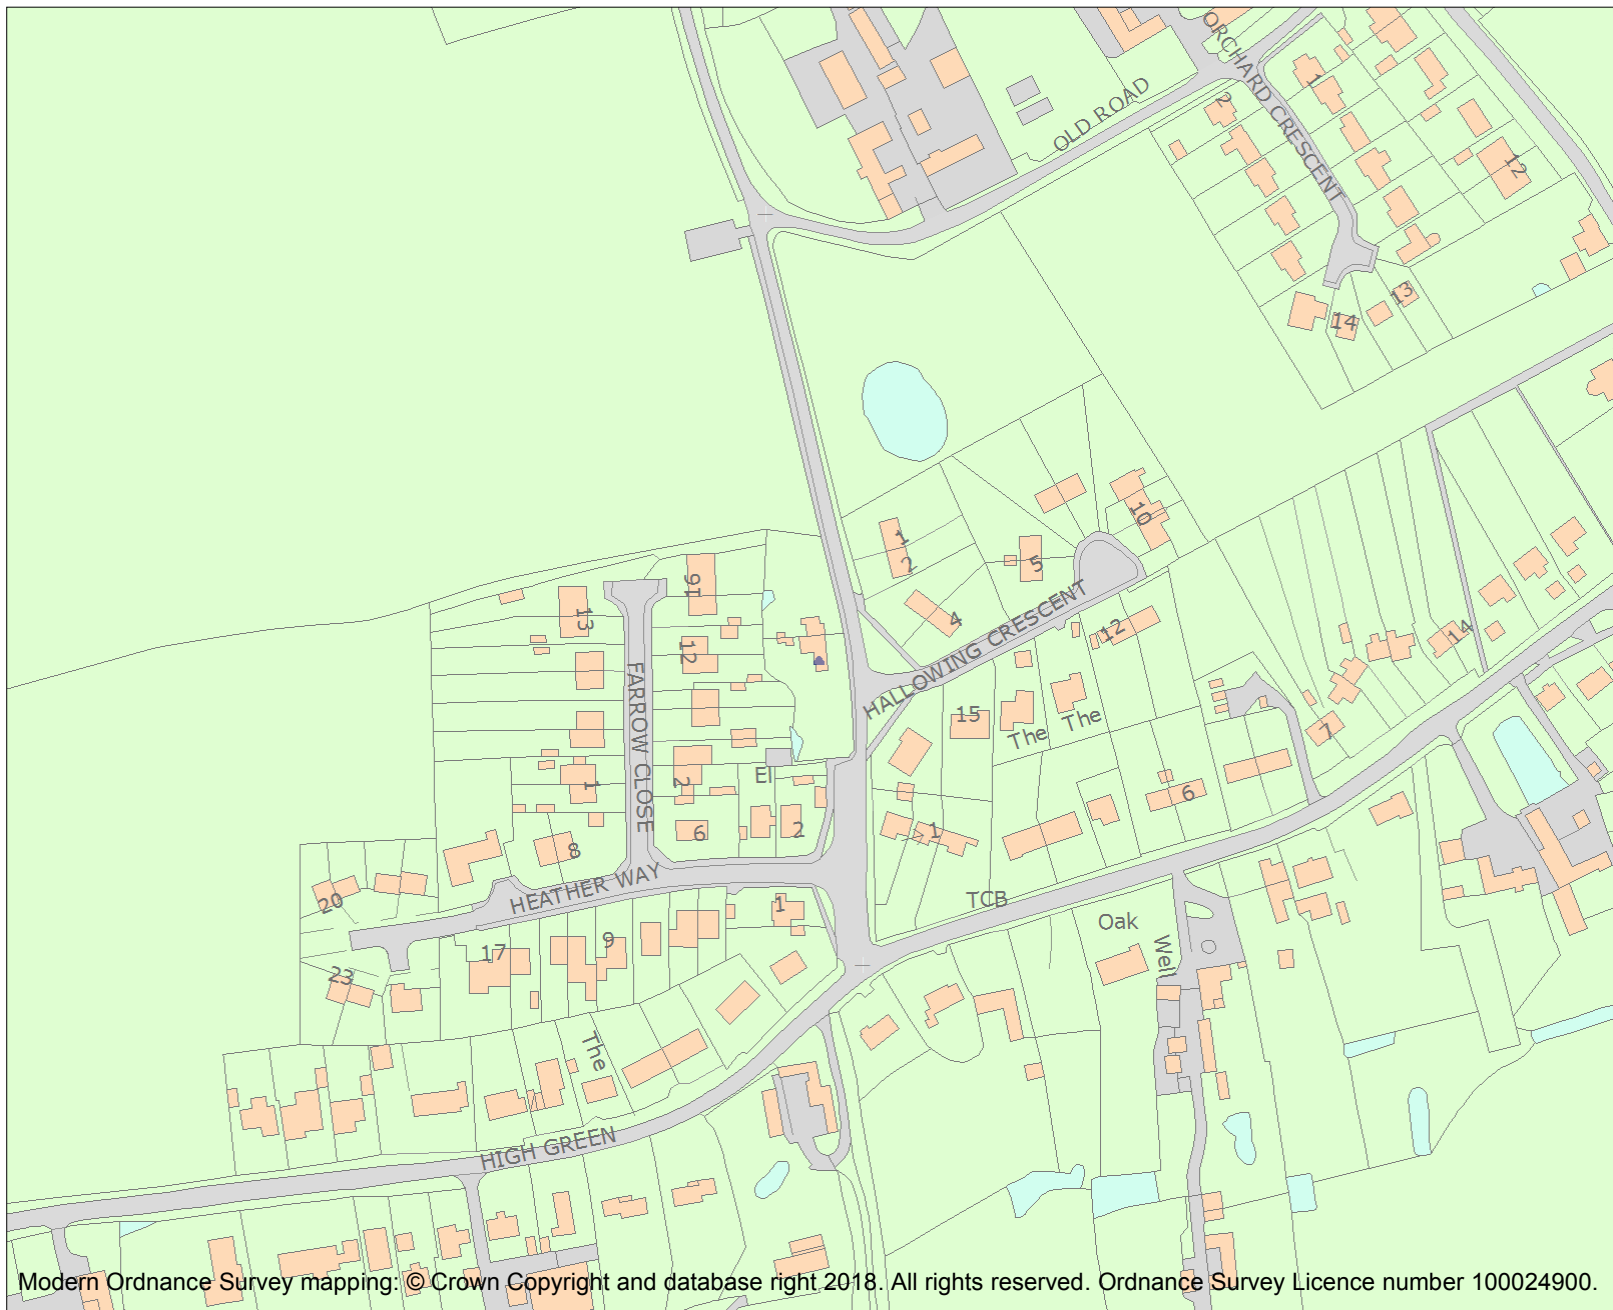 ORCHARD CRESCENT
OLD ROAD
1
2
12
13
14
1
2
10
5
4
HALLOWING CRESCENT
12
16
13
12
FARROW CLOSE
15
The
The
14
7
6
El
2
1
2
6
1
8
HEATHER WAY
20
1
TCB
Oak
Well
9
17
23
The
HIGH GREEN
Modern Ordnance Survey mapping: © Crown Copyright and database right 2018. All rights reserved. Ordnance Survey Licence number 100024900.